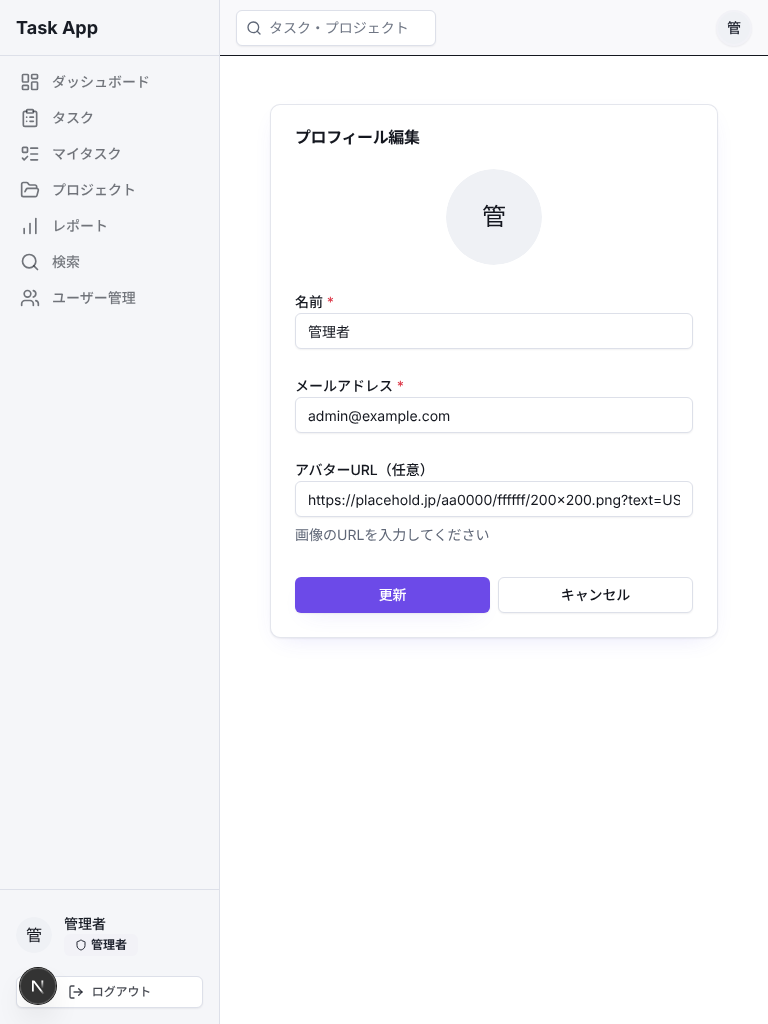 Task App
タスク・プロジェクト
管
ダッシュボード
タスク
マイタスク
プロジェクト
レポート
検索
ユーザー管理
プロフィール編集
管
名前 *
管理者
メールアドレス *
admin@example.com
アバターURL（任意）
https://placehold.jp/aa0000/ffffff/200x200.png?text=US
画像のURLを入力してください
更新
キャンセル
管
管理者
管理者
N
ログアウト